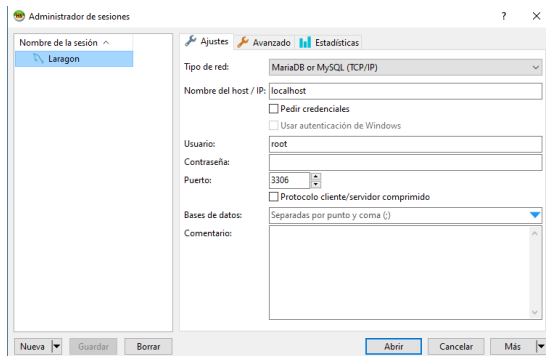 Administrador de sesiones
Nombre de la sesión
Laragon
Ajustes Avanzado Estadísticas
Tipo de red: MariaDB or MySQL (TCP/IP)
Nombre del host / IP: localhost
Pedir credenciales
Usar autenticación de Windows
Usuario: root
Contraseña:
Puerto: 3306
Protocolo cliente/servidor comprimido
Bases de datos: Separadas por punto y coma (;)
Comentario:
Nueva Guardar Borrar Abrir Cancelar Más